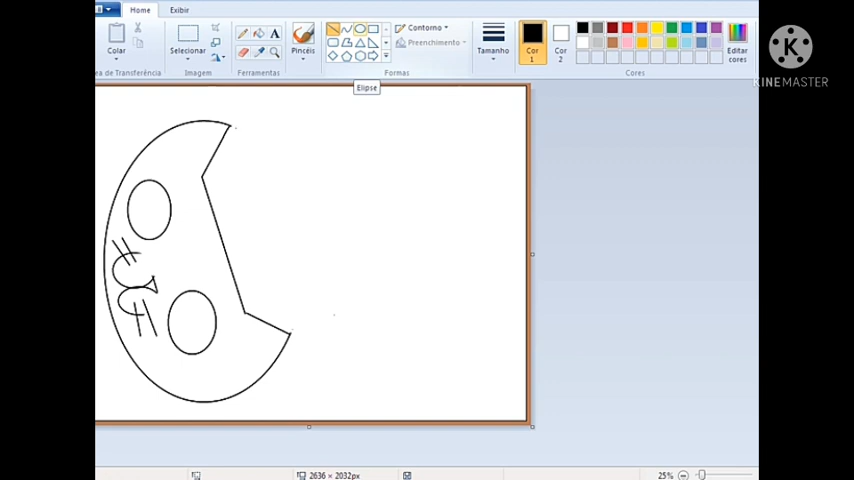 Home Exibir
Colar
Selecionar
Pincéis
Contorno
Preenchimento
Tamanho
Cor 1
Cor 2
Editar cores
ea de Transferência Imagem Ferramentas Formas Cores
Elipse
K
KINEMASTER
2636 × 2032px
25%